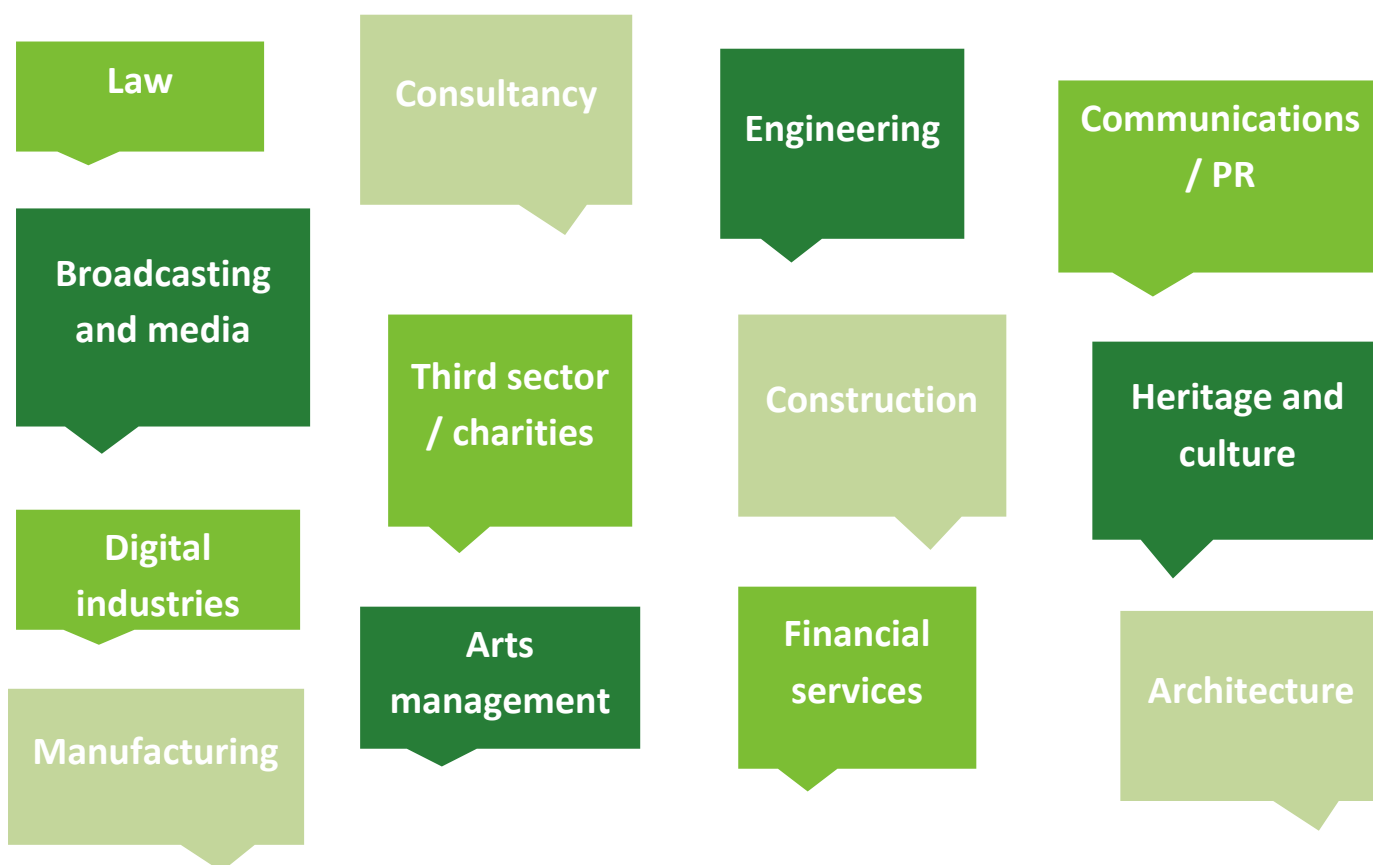 Law
Consultancy
Engineering
Communications
/ PR
Broadcasting
and media
Third sector
/ charities
Construction
Heritage and
culture
Digital
industries
Arts
management
Financial
services
Architecture
Manufacturing